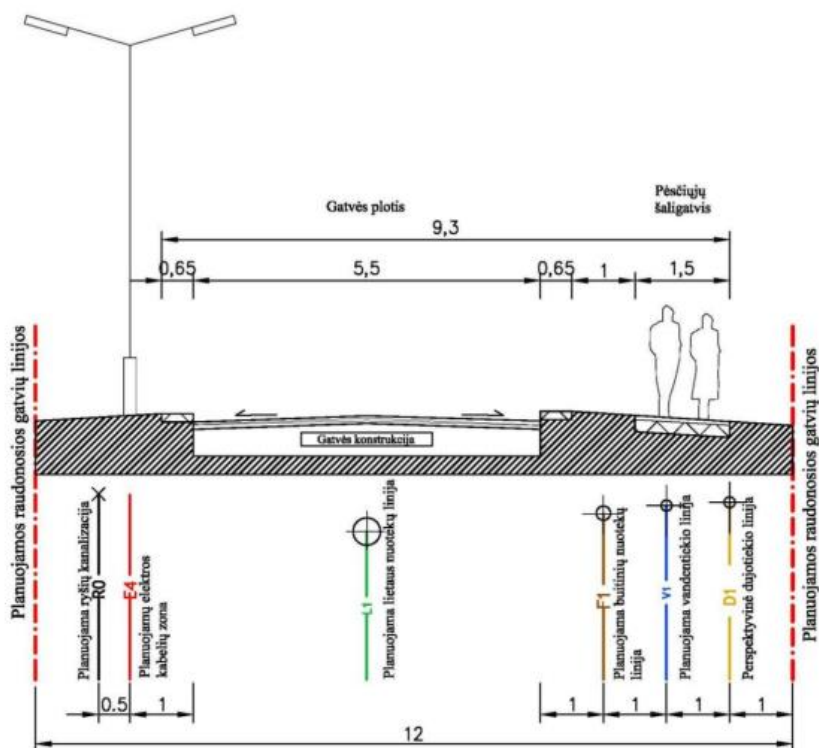 Gatvės plotis
Pėsčiųjų
šaligatvis
9,3
0,65
5,5
0,65
1
1,5
Planuojamos raudonosios gatvių linijos
Planuojamos raudonosios gatvių linijos
Gatvės konstrukcija
Planuojama ryšių kanalizacija
R0
E4
Planuojamų elektros
kabelių zona
L1
Planuojama lietaus nuotekų linija
F1
Planuojama buitinių nuotekų
linija
V1
Planuojama vandentiekio linija
D1
Perspektyvinė dujotiekio linija
0.5
1
1
1
1
1
12